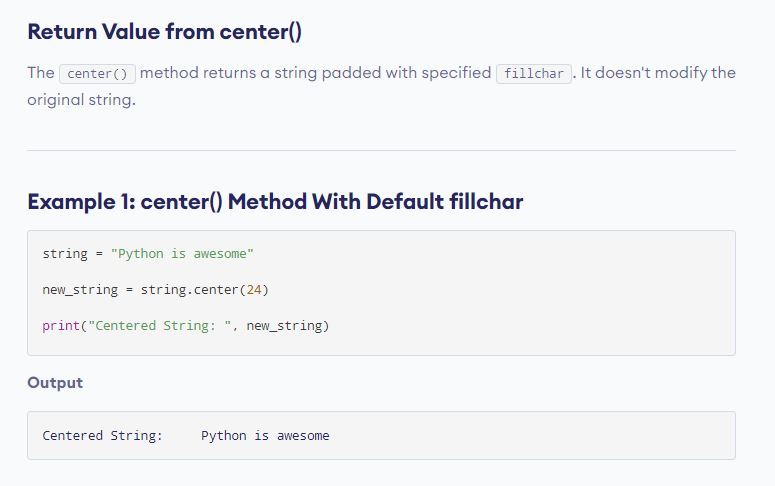 Return Value from center()
The center() method returns a string padded with specified fillchar. It doesn't modify the
original string.
Example 1: center() Method With Default fillchar
string = "Python is awesome"
new_string = string.center(24)
print("Centered String: ", new_string)
Output
Centered String:     Python is awesome